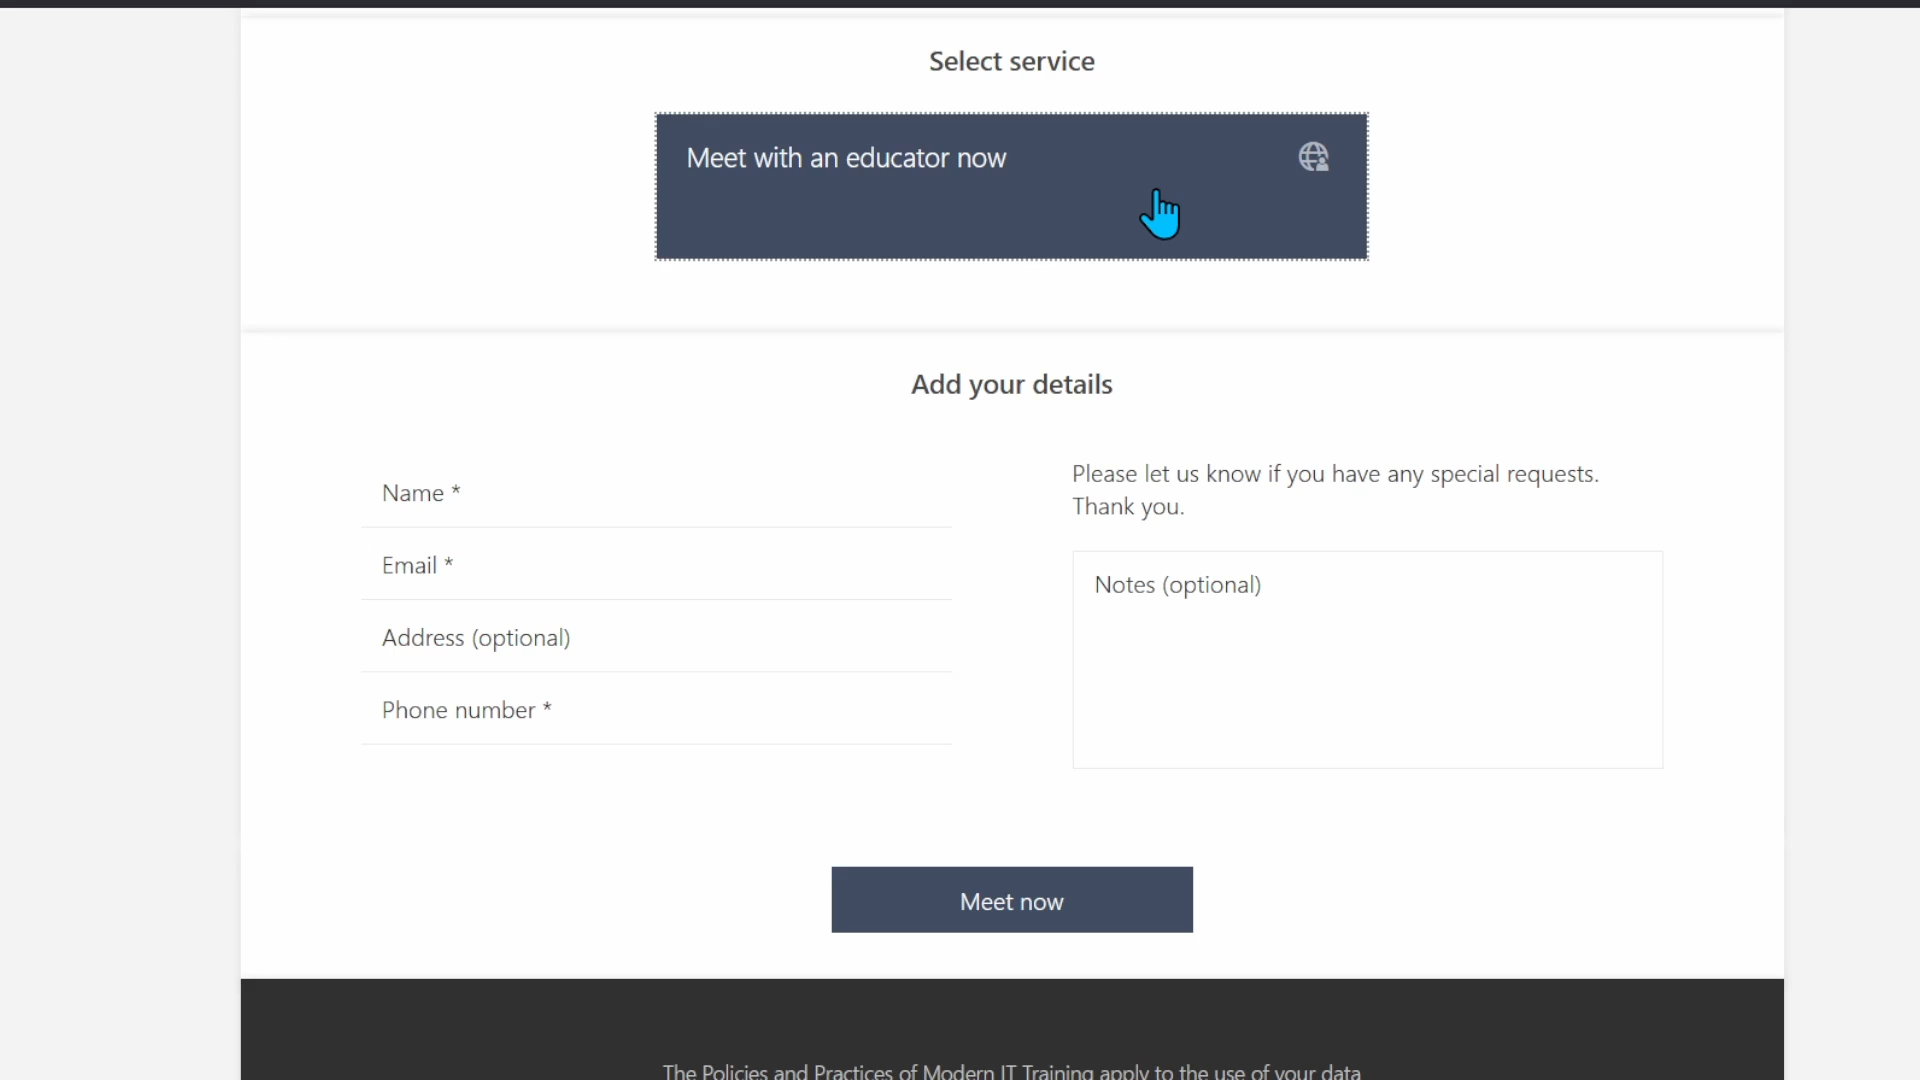 Select service
Meet with an educator now
Add your details
Name *
Email *
Address (optional)
Phone number *
Please let us know if you have any special requests.
Thank you.
Notes (optional)
Meet now
The Policies and Practices of Modern IT Training apply to the use of your data